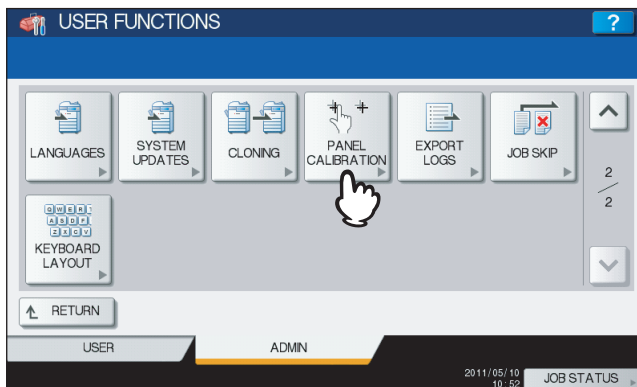 USER FUNCTIONS
?
LANGUAGES
SYSTEM
UPDATES
CLONING
PANEL
CALIBRATION
EXPORT
LOGS
JOB SKIP
2
2
Q W E R T
A S D F
Z X C V
KEYBOARD
LAYOUT
RETURN
USER
ADMIN
2011/05/10
10:52
JOB STATUS